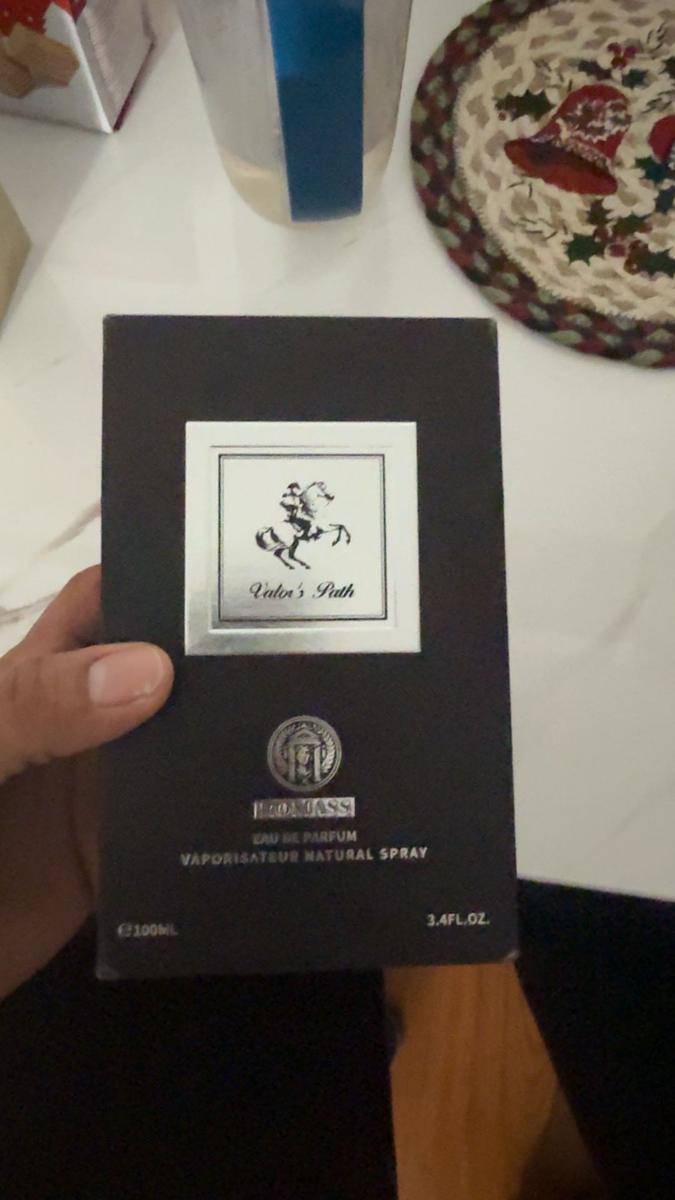 Valor's Path
EAU DE PARFUM
VAPORISATEUR NATURAL SPRAY
℮100ML
3.4FL.OZ.